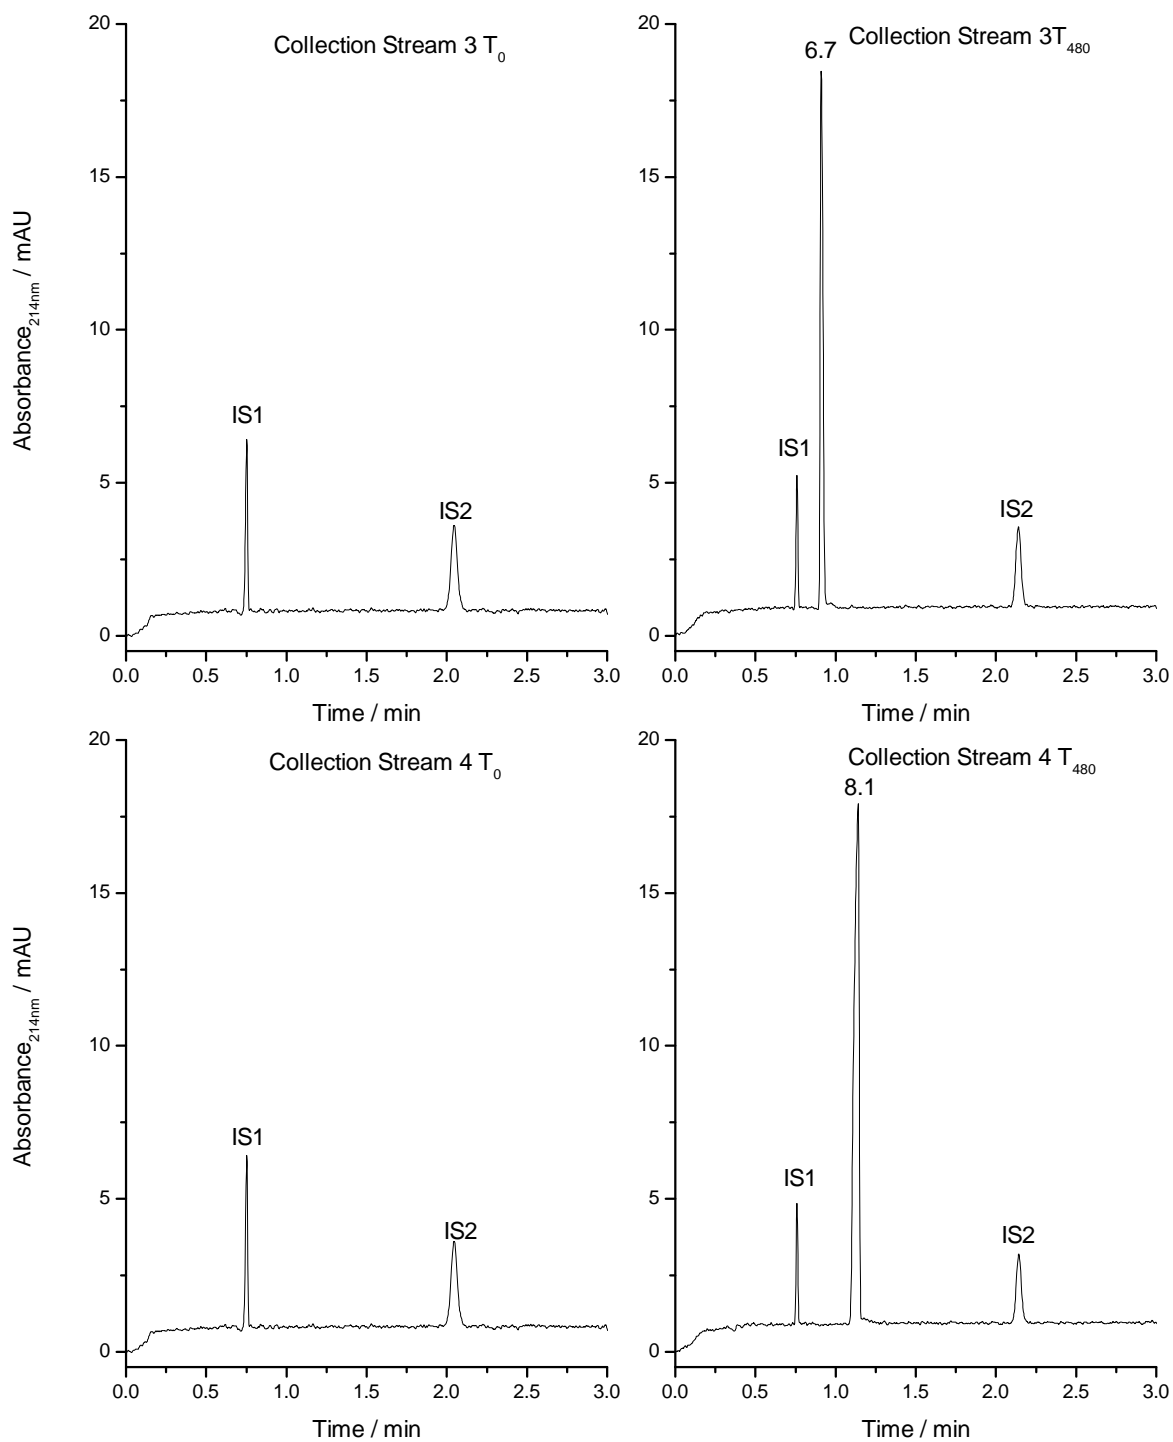 Collection Stream 3 T0
Absorbance214nm / mAU
20
15
10
5
0
IS1
IS2
0.0 0.5 1.0 1.5 2.0 2.5 3.0
Time / min
Collection Stream 3T480
6.7
20
15
10
5
0
IS1
IS2
0.0 0.5 1.0 1.5 2.0 2.5 3.0
Time / min
Collection Stream 4 T0
Absorbance214nm / mAU
20
15
10
5
0
IS1
IS2
0.0 0.5 1.0 1.5 2.0 2.5 3.0
Time / min
Collection Stream 4 T480
8.1
20
15
10
5
0
IS1
IS2
0.0 0.5 1.0 1.5 2.0 2.5 3.0
Time / min